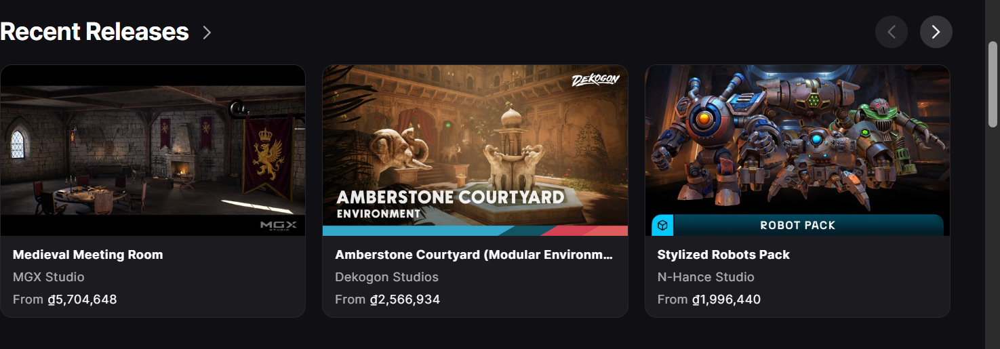 Recent Releases
DEKOGON
AMBERSTONE COURTYARD
ENVIRONMENT
MGX
STUDIO
ROBOT PACK
Medieval Meeting Room
MGX Studio
From ₫5,704,648
Amberstone Courtyard (Modular Environm...
Dekogon Studios
From ₫2,566,934
Stylized Robots Pack
N-Hance Studio
From ₫1,996,440